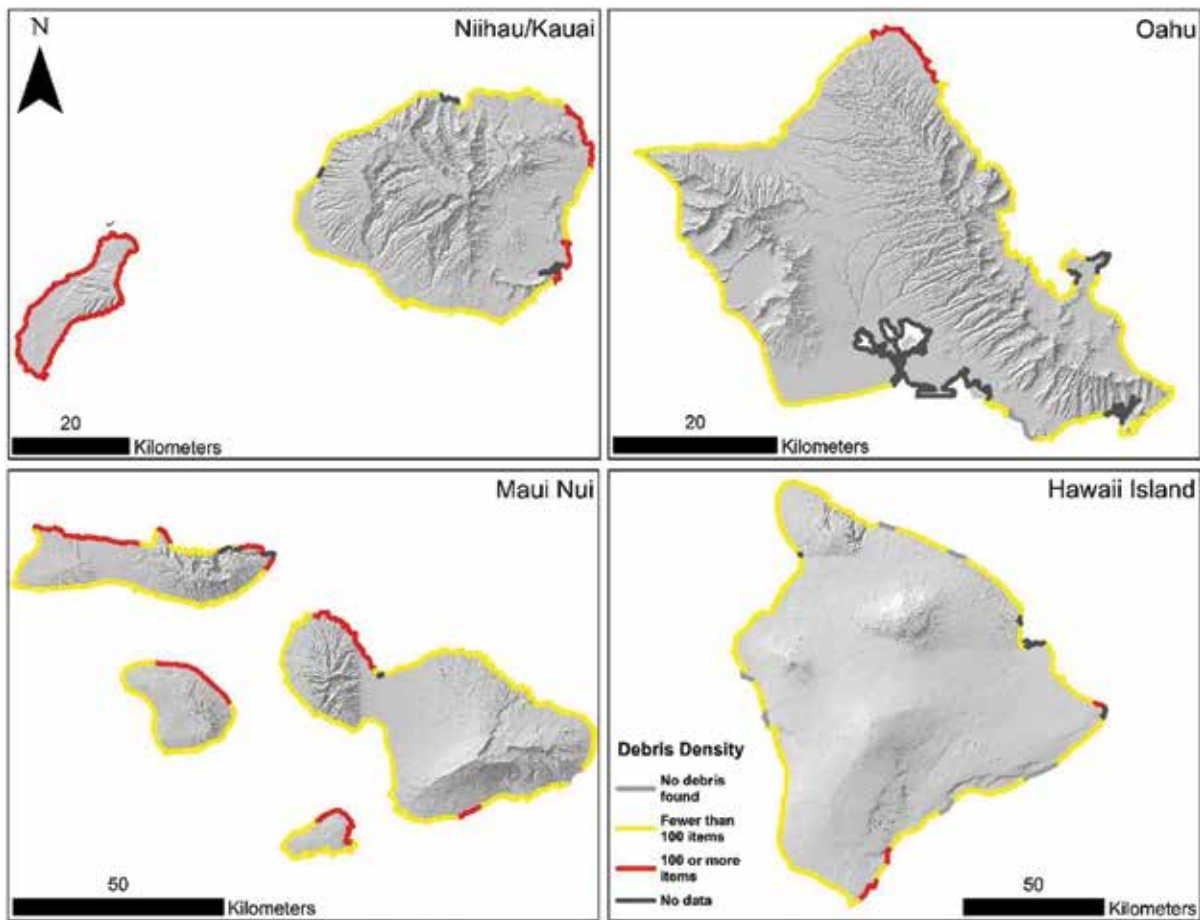 N
Niihau/Kauai
20
Kilometers
Oahu
20
Kilometers
Maui Nui
50
Kilometers
Hawaii Island
Debris Density
No debris
found
Fewer than
100 items
100 or more
items
No data
50
Kilometers